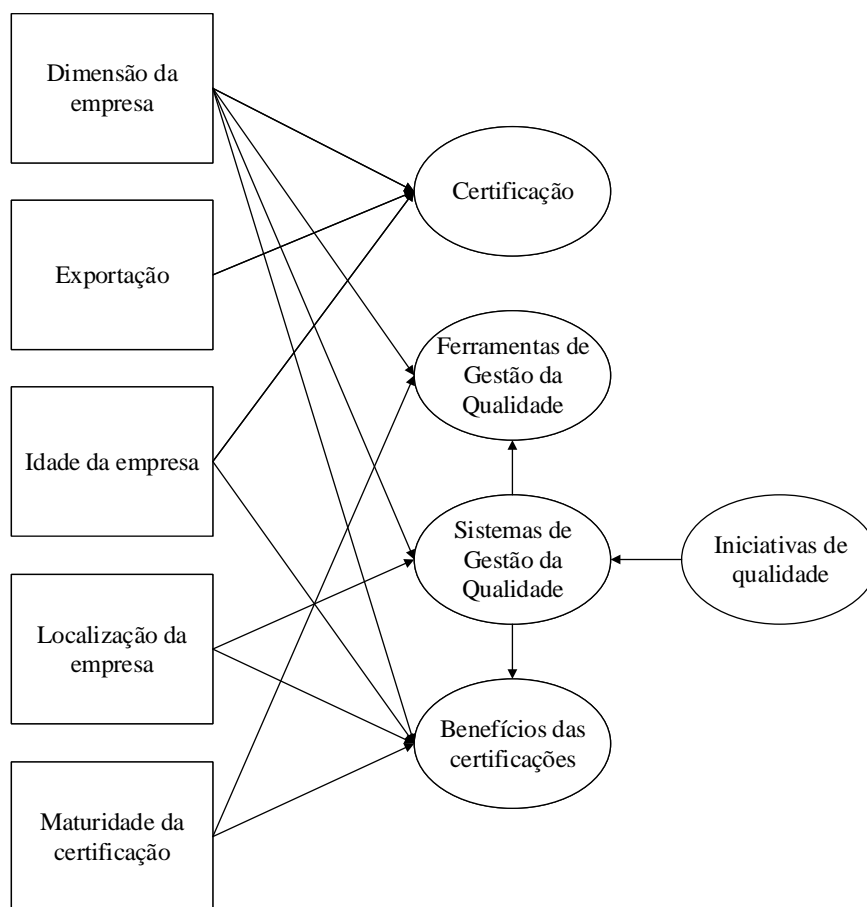 Dimensão da
empresa
Certificação
Exportação
Ferramentas de
Gestão da
Qualidade
Idade da empresa
Sistemas de
Gestão da
Qualidade
Iniciativas de
qualidade
Localização da
empresa
Benefícios das
certificações
Maturidade da
certificação